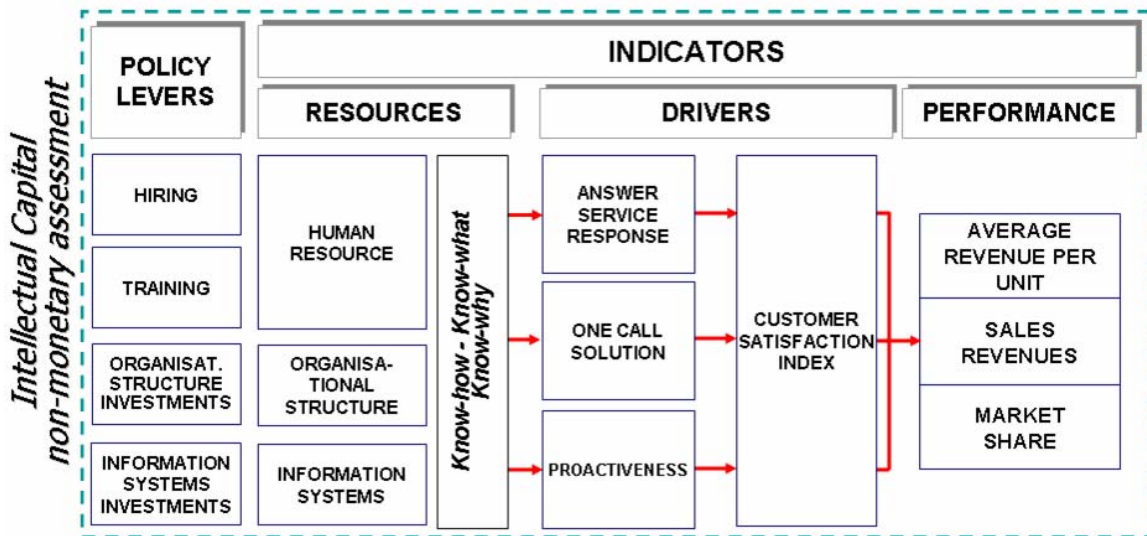 Intellectual Capital
non-monetary assessment
POLICY
LEVERS
INDICATORS
RESOURCES
DRIVERS
PERFORMANCE
HIRING
TRAINING
ORGANISAT.
STRUCTURE
INVESTMENTS
INFORMATION
SYSTEMS
INVESTMENTS
HUMAN
RESOURCE
ORGANISA-
TIONAL
STRUCTURE
INFORMATION
SYSTEMS
Know-how - Know-what
Know-why
ANSWER
SERVICE
RESPONSE
ONE CALL
SOLUTION
PROACTIVENESS
CUSTOMER
SATISFACTION
INDEX
AVERAGE
REVENUE PER
UNIT
SALES
REVENUES
MARKET
SHARE